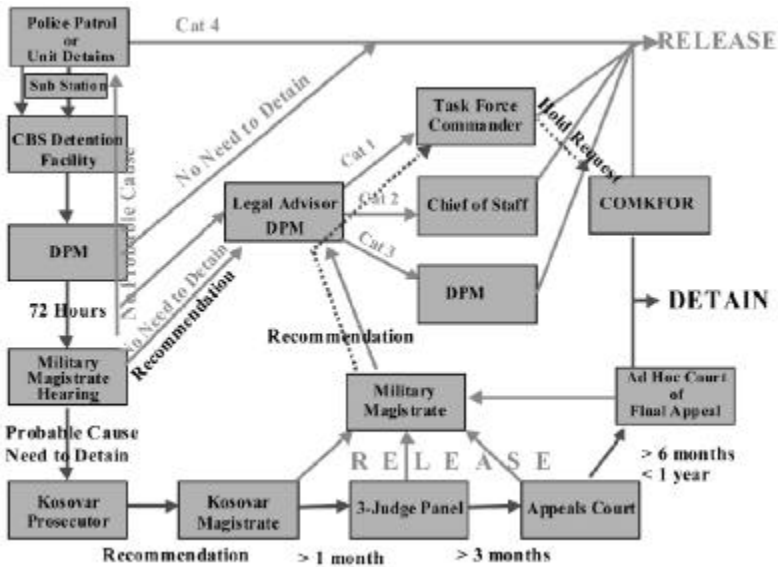 Police Patrol
or
Unit Detains
Cat 4
RELEASE
Sub Station
CBS Detention
Facility
No Need to Detain
Task Force
Commander
Hold Request
Cat 1
Legal Advisor
DPM
Cat 2
Chief of Staff
COMKFOR
No Probable Cause
DPM
Cat 3
DPM
72 Hours
No Need to Detain
Recommendation
DETAIN
Recommendation
Military
Magistrate
Hearing
Military
Magistrate
Ad Hoc Court
of
Final Appeal
Probable Cause
Need to Detain
RELEASE
> 6 months
< 1 year
Kosovar
Prosecutor
Kosovar
Magistrate
3-Judge Panel
Appeals Court
Recommendation
> 1 month
> 3 months